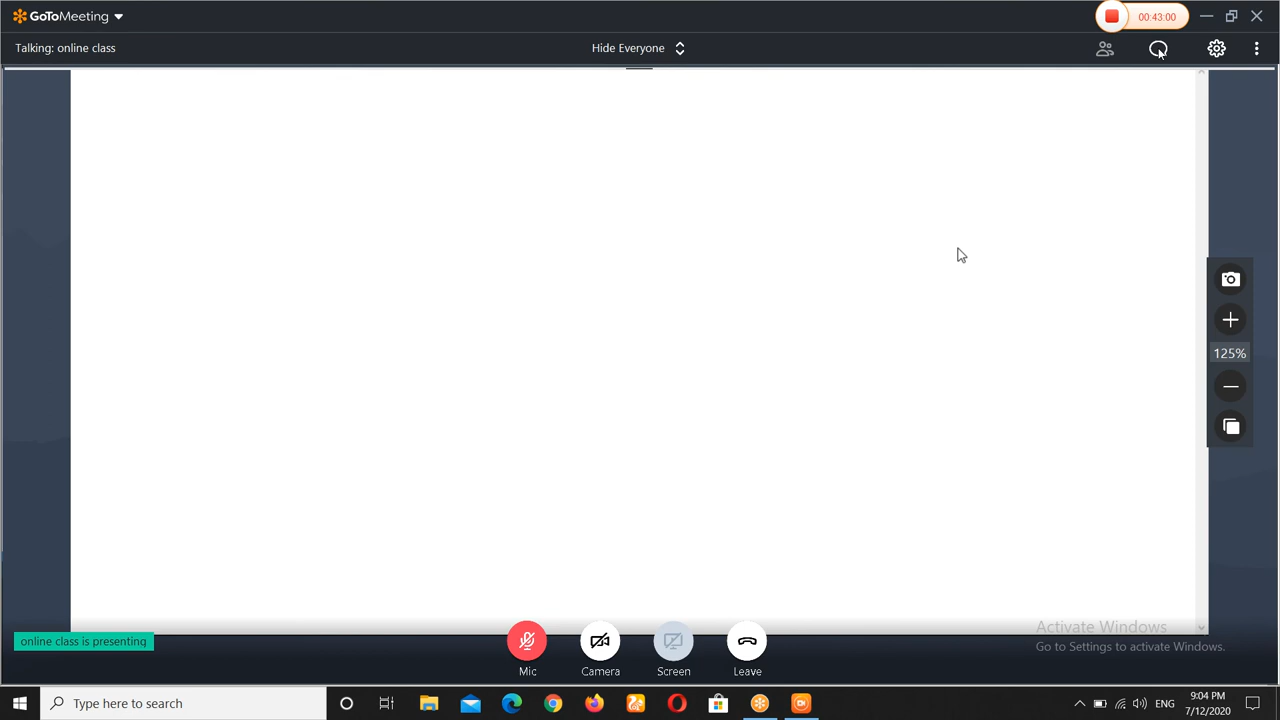 GoToMeeting
00:43:00
Talking: online class
Hide Everyone
125%
online class is presenting
Mic
Camera
Screen
Leave
Activate Windows
Go to Settings to activate Windows.
Type here to search
ENG
9:04 PM
7/12/2020